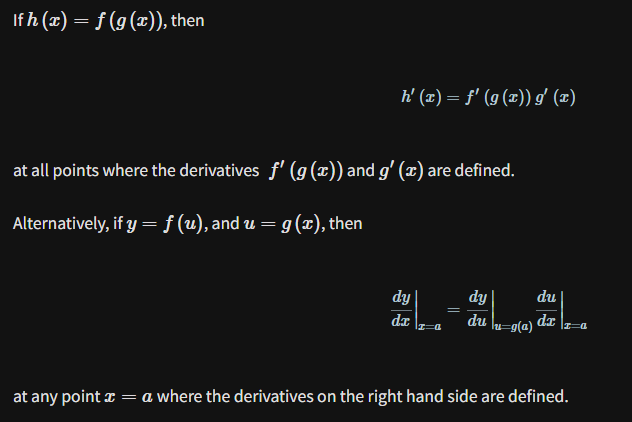 If h (x) = f (g (x)), then
h′ (x) = f′ (g (x)) g′ (x)
at all points where the derivatives f′ (g (x)) and g′ (x) are defined.
Alternatively, if y = f (u), and u = g (x), then
dy/dx |x=a = dy/du |u=g(a) du/dx |x=a
at any point x = a where the derivatives on the right hand side are defined.